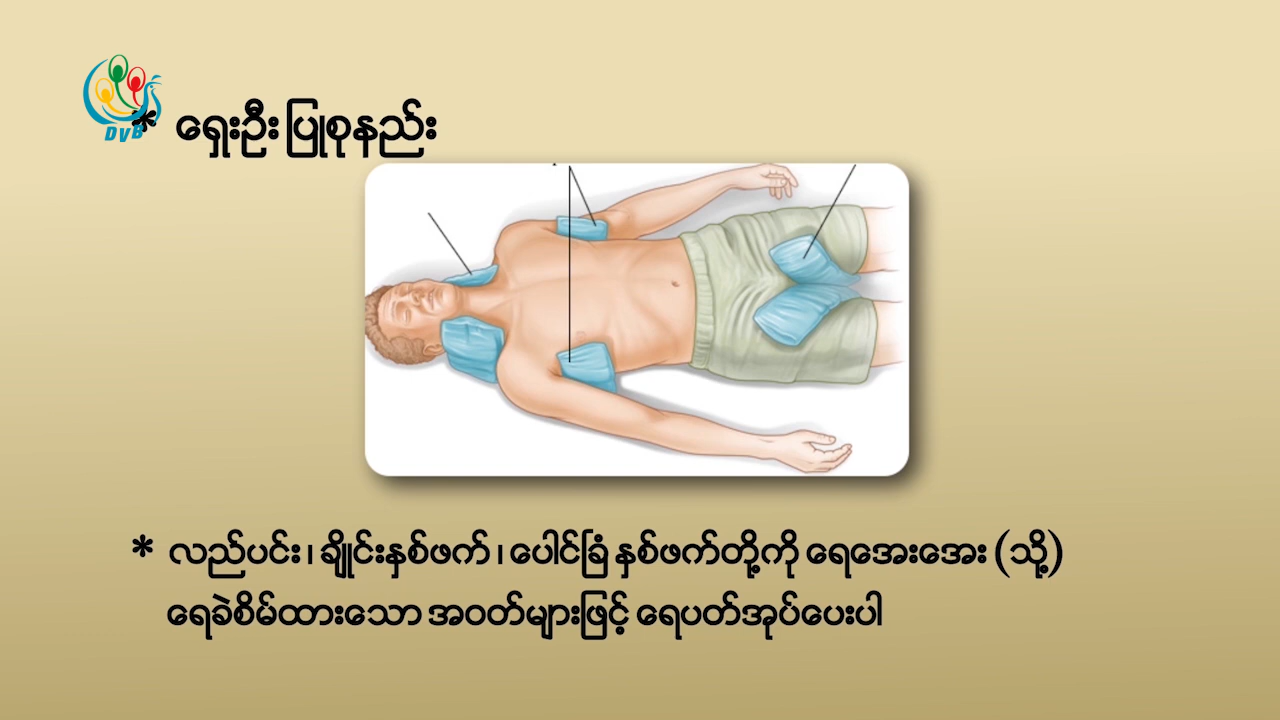 DVB
* ရှေးဦး ပြုစုနည်း
* လည်ပင်း ၊ ချိုင်းနှစ်ဖက် ၊ ပေါင်ခြံ နှစ်ဖက်တို့ကို ရေအေးအေး (သို့)
ရေခဲစိမ်ထားသော အဝတ်များဖြင့် ရေပတ်အုပ်ပေးပါ